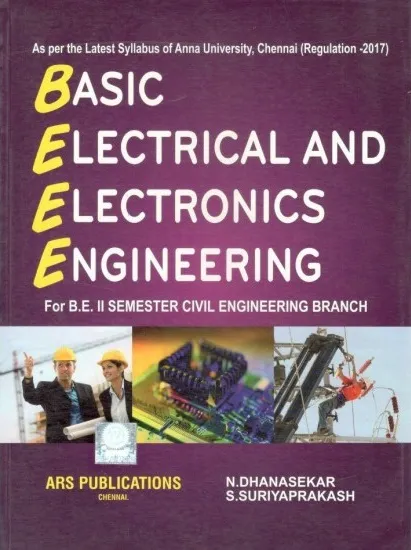 As per the Latest Syllabus of Anna University, Chennai (Regulation -2017)
BASIC
ELECTRICAL AND
ELECTRONICS
ENGINEERING
For B.E. II SEMESTER CIVIL ENGINEERING BRANCH
ARS PUBLICATIONS
CHENNAI.
N.DHANASEKAR
S.SURIYAPRAKASH